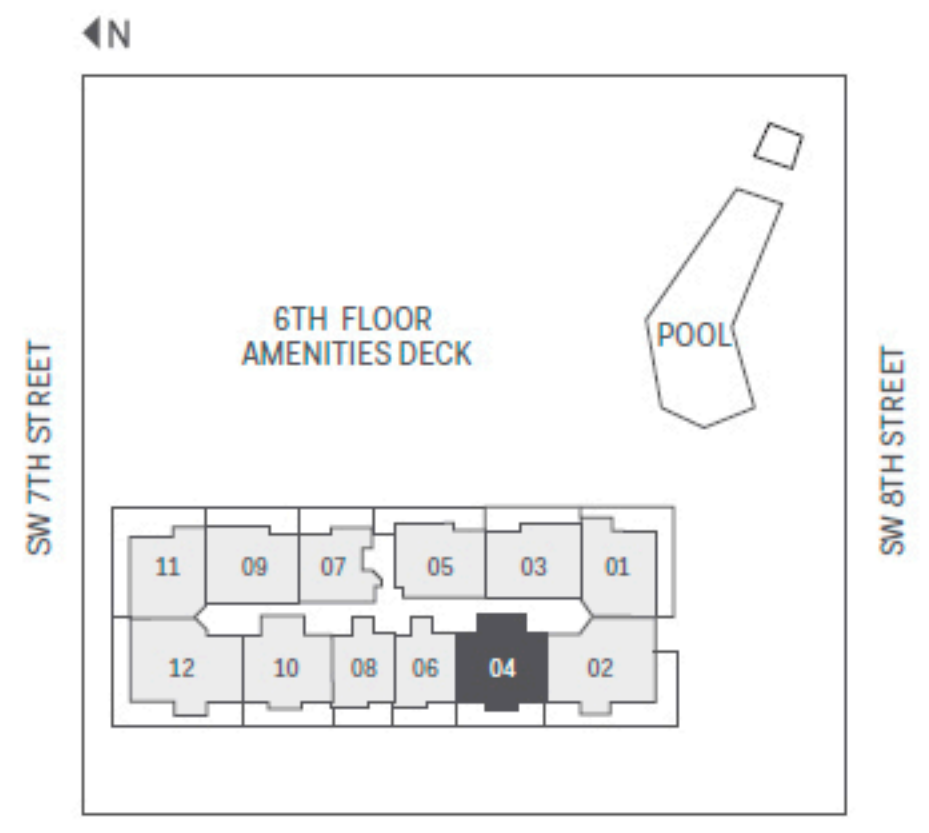 N
6TH FLOOR
AMENITIES DECK
POOL
SW 7TH STREET
SW 8TH STREET
11 09 07 05 03 01
12 10 08 06 04 02